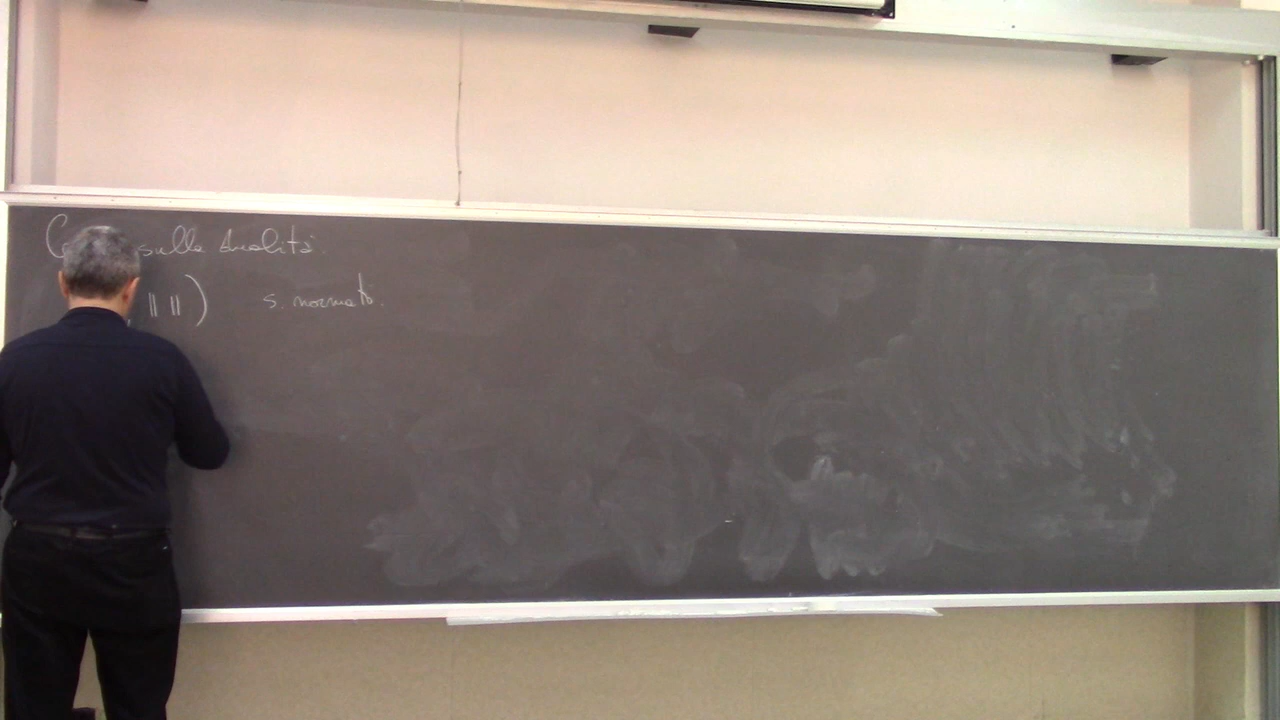 sulla dualità.
‖ ‖) s. normato.